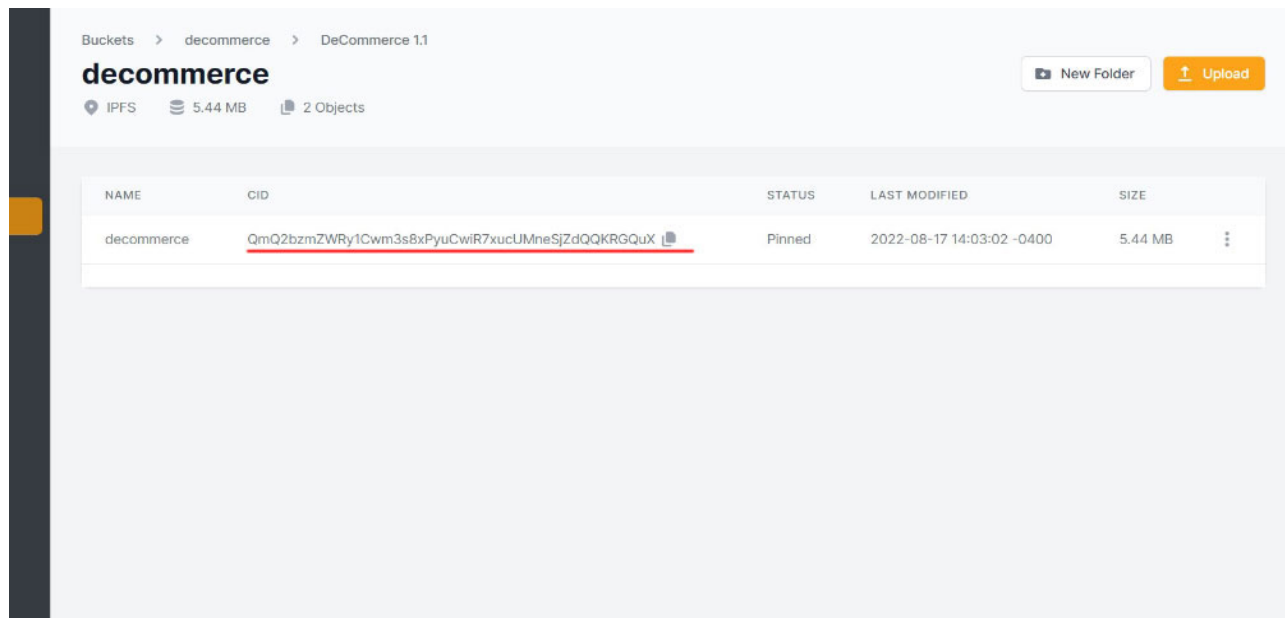 Buckets > decommerce > DeCommerce 1.1
decommerce
New Folder
Upload
IPFS 5.44 MB 2 Objects
NAME CID STATUS LAST MODIFIED SIZE
decommerce QmQ2bzmZWRy1Cwm3s8xPyuCwiR7xucUMneSjZdQQKRGQuX Pinned 2022-08-17 14:03:02 -0400 5.44 MB